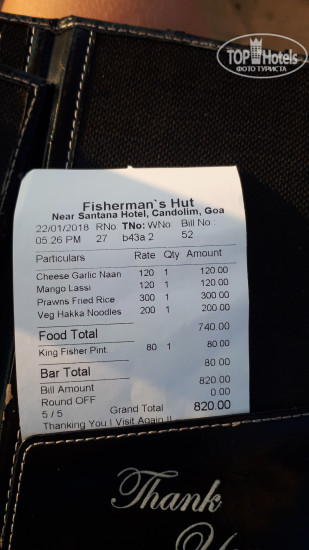 TOPHotels
ФОТО ТУРИСТА
Fisherman`s Hut
Near Santana Hotel, Candolim, Goa
22/01/2018 RNo. TNo: WNo. Bill No :
05:26 PM 27 b43a 2 52
Particulars Rate Qty Amount
Cheese Garlic Naan 120 1 120.00
Mango Lassi 120 1 120.00
Prawns Fried Rice 300 1 300.00
Veg Hakka Noodles 200 1 200.00
Food Total 740.00
King Fisher Pint. 80 1 80.00
Bar Total 80.00
Bill Amount 820.00
Round OFF 0.00
5 / 5 Grand Total 820.00
Thanking You ! Visit Again !!
Thank